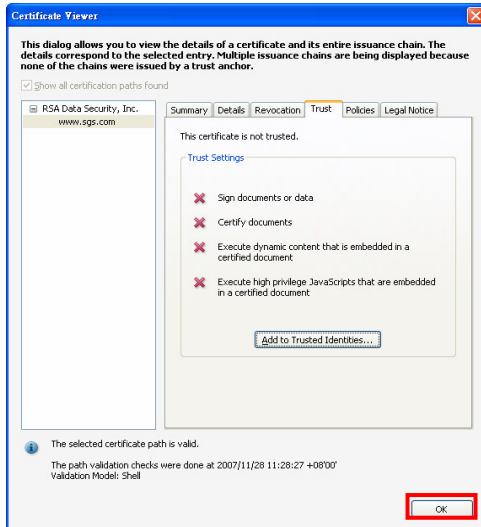 Certificate Viewer
This dialog allows you to view the details of a certificate and its entire issuance chain. The
details correspond to the selected entry. Multiple issuance chains are being displayed because
none of the chains were issued by a trust anchor.
Show all certification paths found
RSA Data Security, Inc.
www.sgs.com
Summary Details Revocation Trust Policies Legal Notice
This certificate is not trusted.
Trust Settings
Sign documents or data
Certify documents
Execute dynamic content that is embedded in a
certified document
Execute high privilege JavaScripts that are embedded
in a certified document
Add to Trusted Identities...
The selected certificate path is valid.
The path validation checks were done at 2007/11/28 11:28:27 +08'00'
Validation Model: Shell
OK